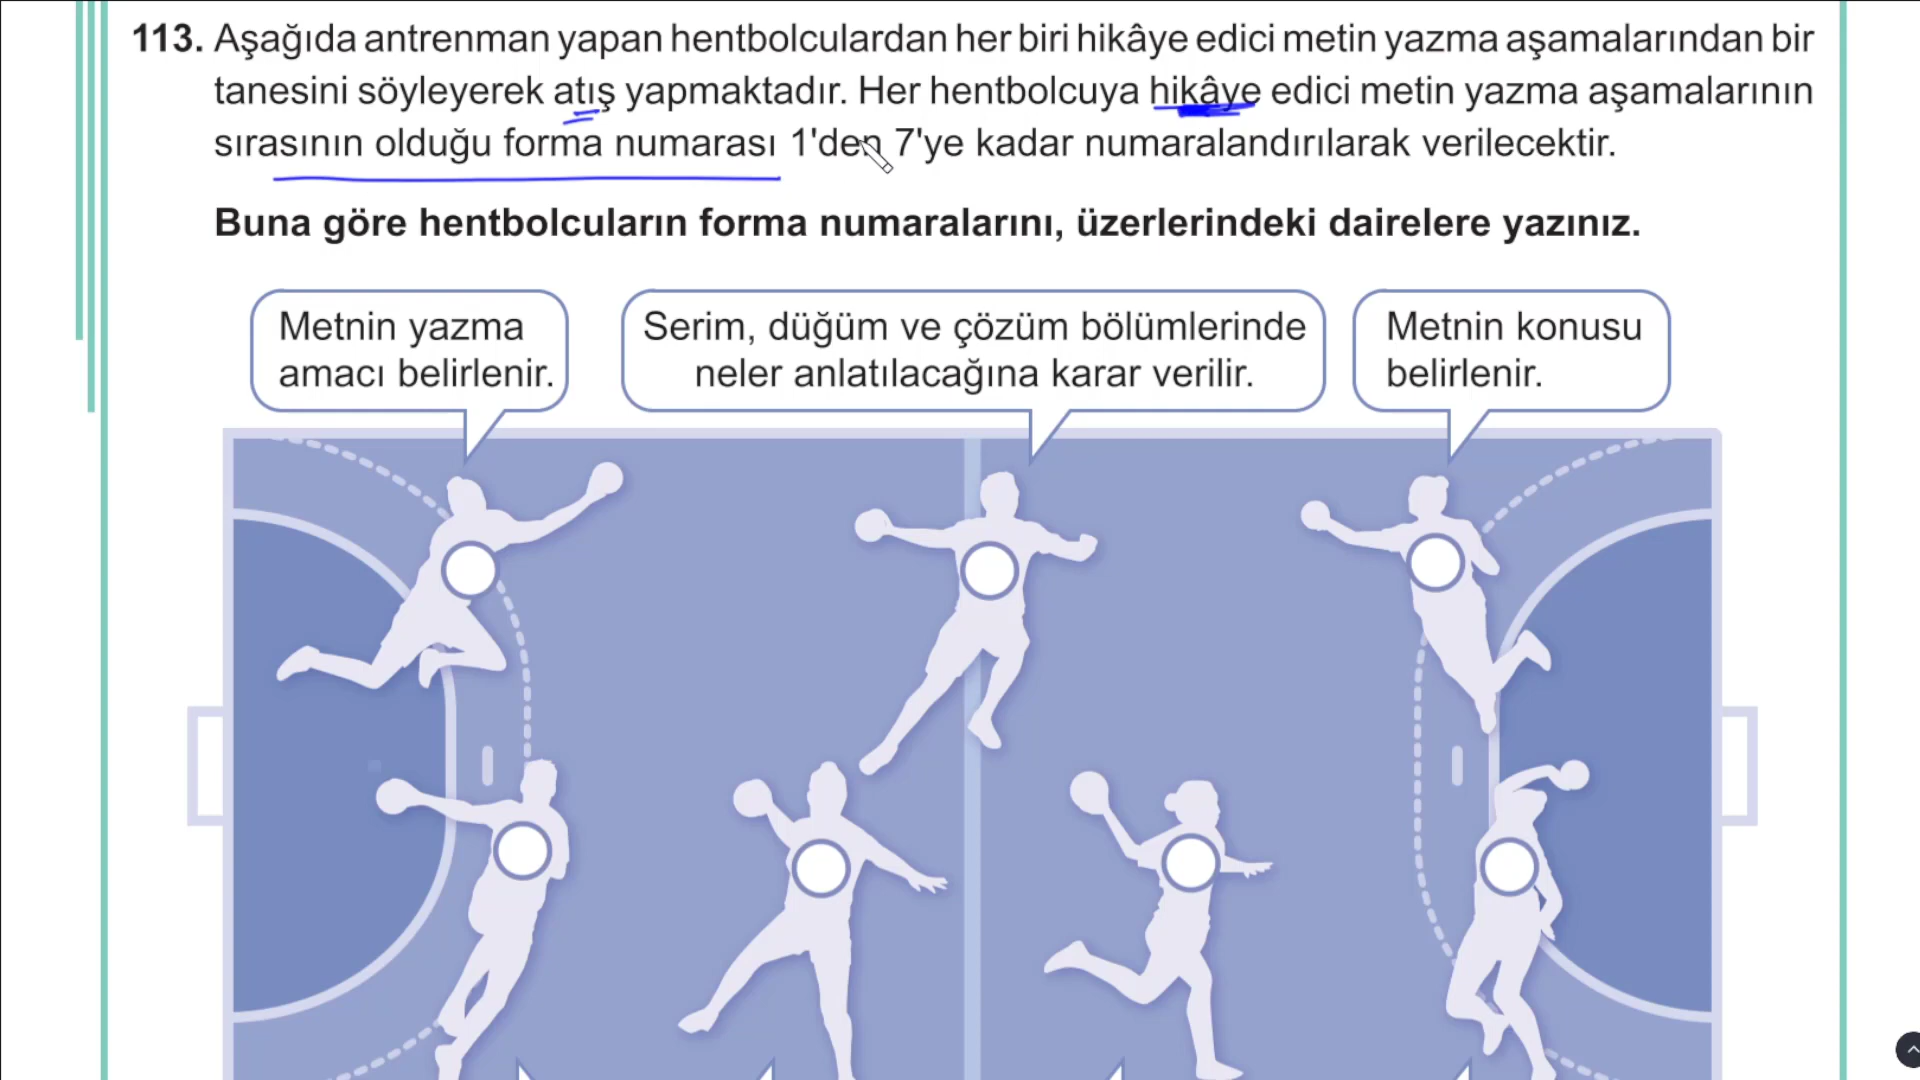 113. Aşağıda antrenman yapan hentbolculardan her biri hikâye edici metin yazma aşamalarından bir
tanesini söyleyerek atış yapmaktadır. Her hentbolcuya hikâye edici metin yazma aşamalarının
sırasının olduğu forma numarası 1'den 7'ye kadar numaralandırılarak verilecektir.
Buna göre hentbolcuların forma numaralarını, üzerlerindeki dairelere yazınız.
Metnin yazma
amacı belirlenir.
Serim, düğüm ve çözüm bölümlerinde
neler anlatılacağına karar verilir.
Metnin konusu
belirlenir.